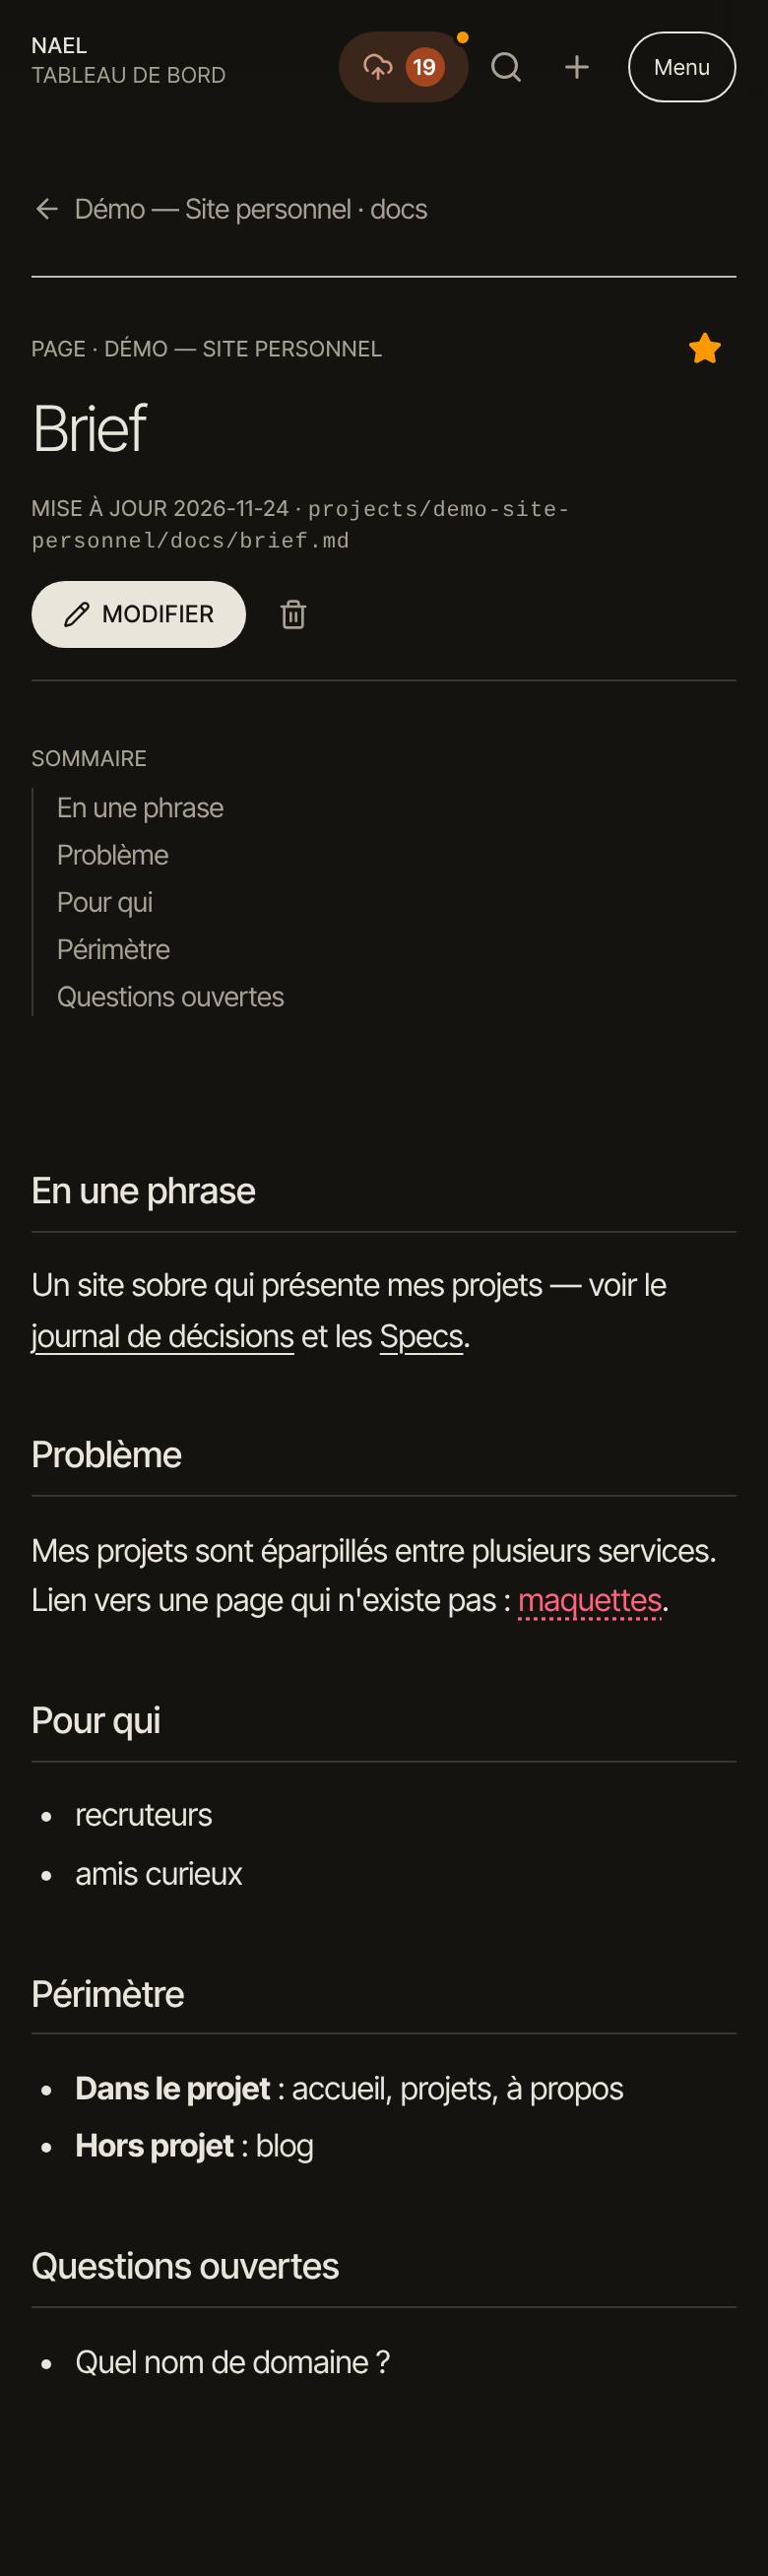 NAEL
TABLEAU DE BORD
19
Menu
← Démo — Site personnel · docs
PAGE · DÉMO — SITE PERSONNEL
Brief
MISE À JOUR 2026-11-24 · projects/demo-site-
personnel/docs/brief.md
MODIFIER
SOMMAIRE
En une phrase
Problème
Pour qui
Périmètre
Questions ouvertes
En une phrase
Un site sobre qui présente mes projets — voir le
journal de décisions et les Specs.
Problème
Mes projets sont éparpillés entre plusieurs services.
Lien vers une page qui n'existe pas : maquettes.
Pour qui
• recruteurs
• amis curieux
Périmètre
• Dans le projet : accueil, projets, à propos
• Hors projet : blog
Questions ouvertes
• Quel nom de domaine ?